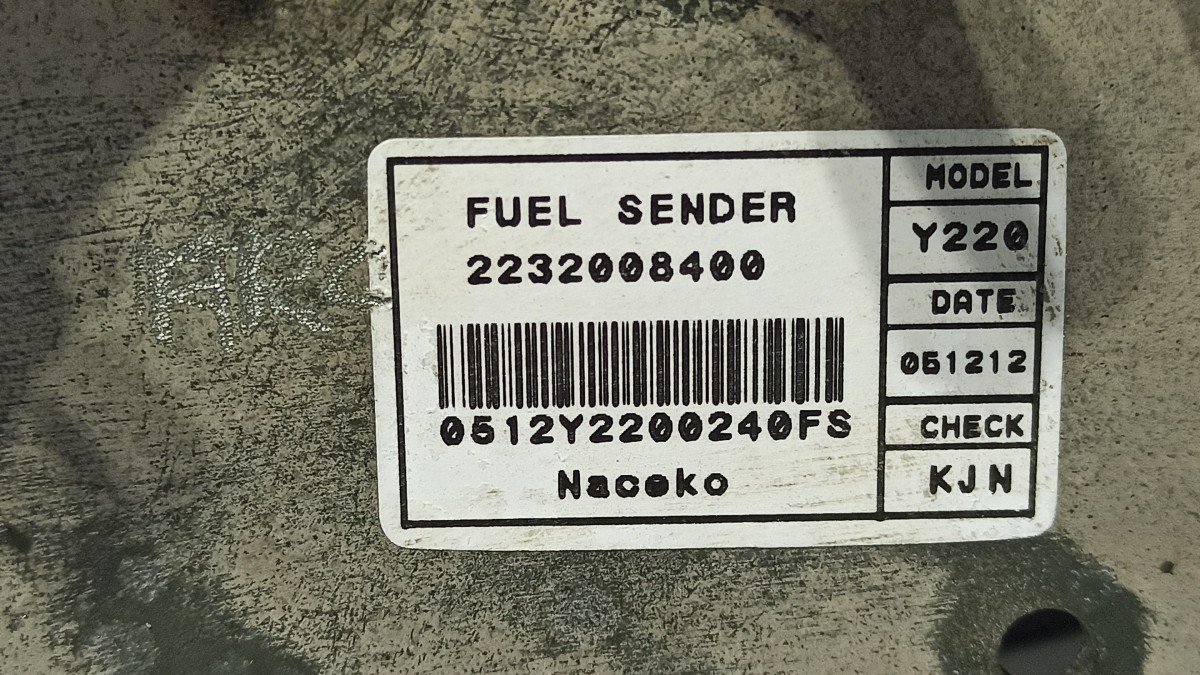 FUEL SENDER
2232008400
0512Y2200240FS
Naceko
MODEL
Y220
DATE
051212
CHECK
KJN